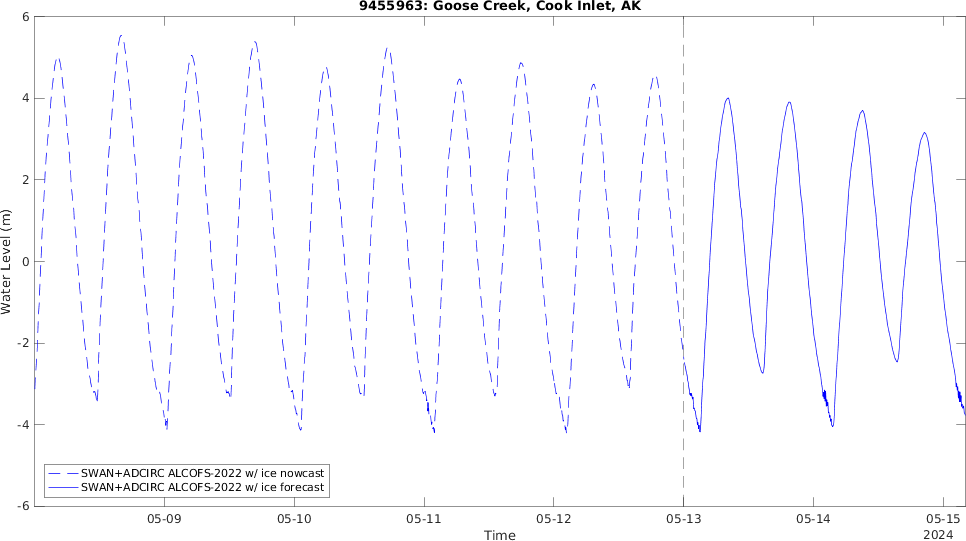 9455963: Goose Creek, Cook Inlet, AK
6
4
2
0
-2
-4
-6
Water Level (m)
SWAN+ADCIRC ALCOFS-2022 w/ ice nowcast
SWAN+ADCIRC ALCOFS-2022 w/ ice forecast
05-09 05-10 05-11 05-12 05-13 05-14 05-15
Time 2024